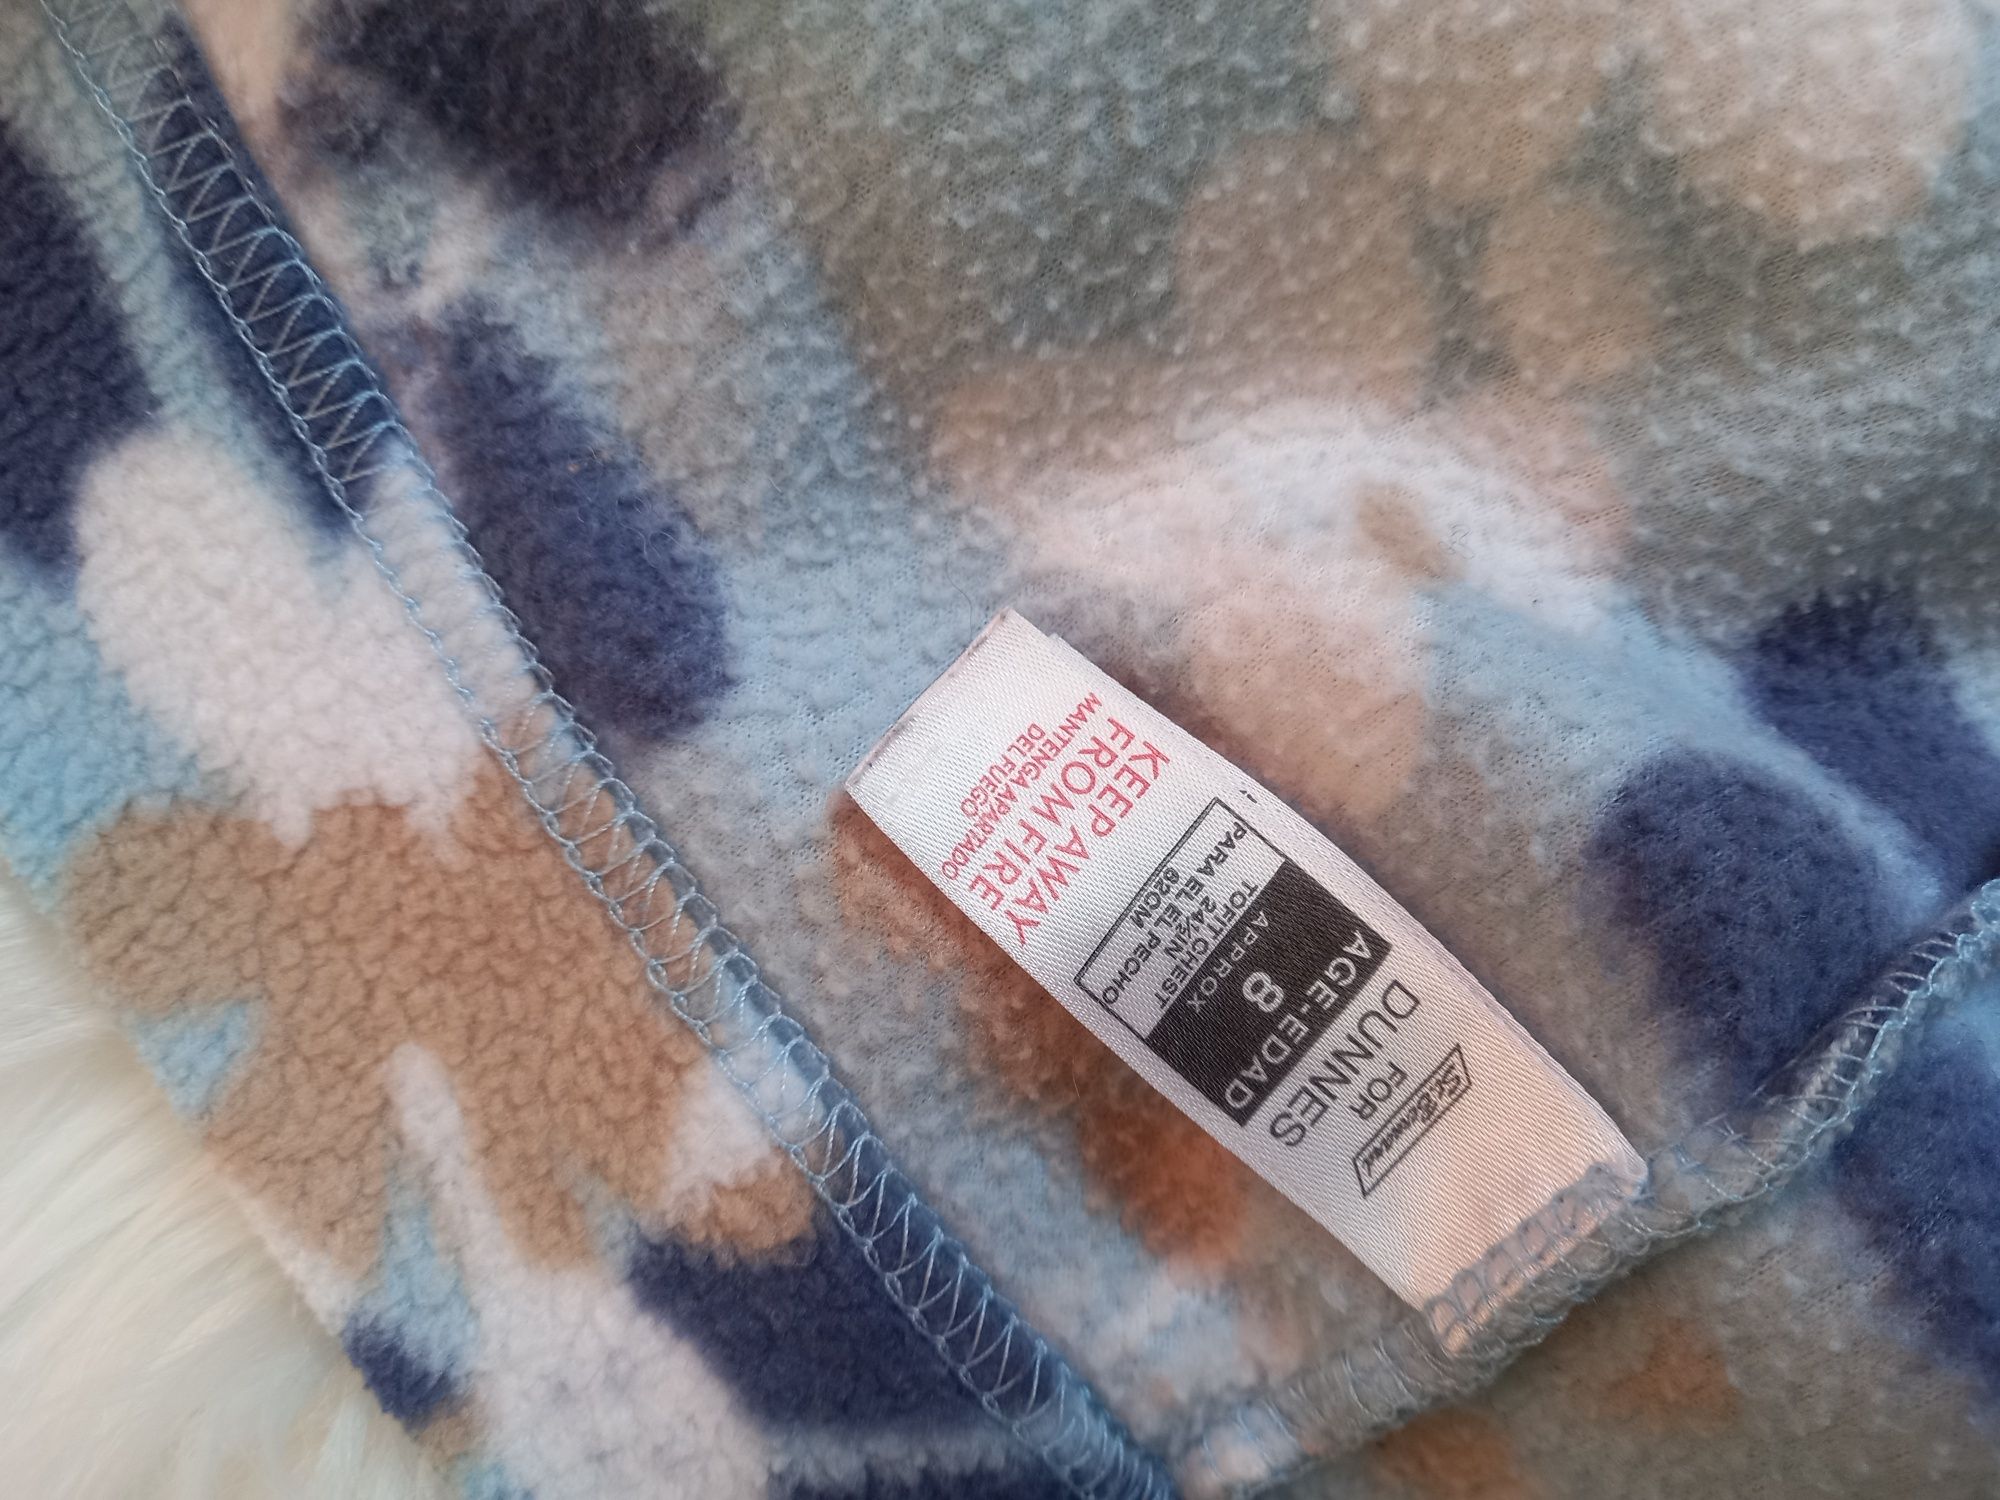 St.Bernard
FOR
DUNNES
AGE-EDAD
8
APPROX
TO FIT CHEST
24½IN
PARA EL EL PECHO
62CM
KEEP AWAY
FROM FIRE
MANTENGA APARTADO
DEL FUEGO